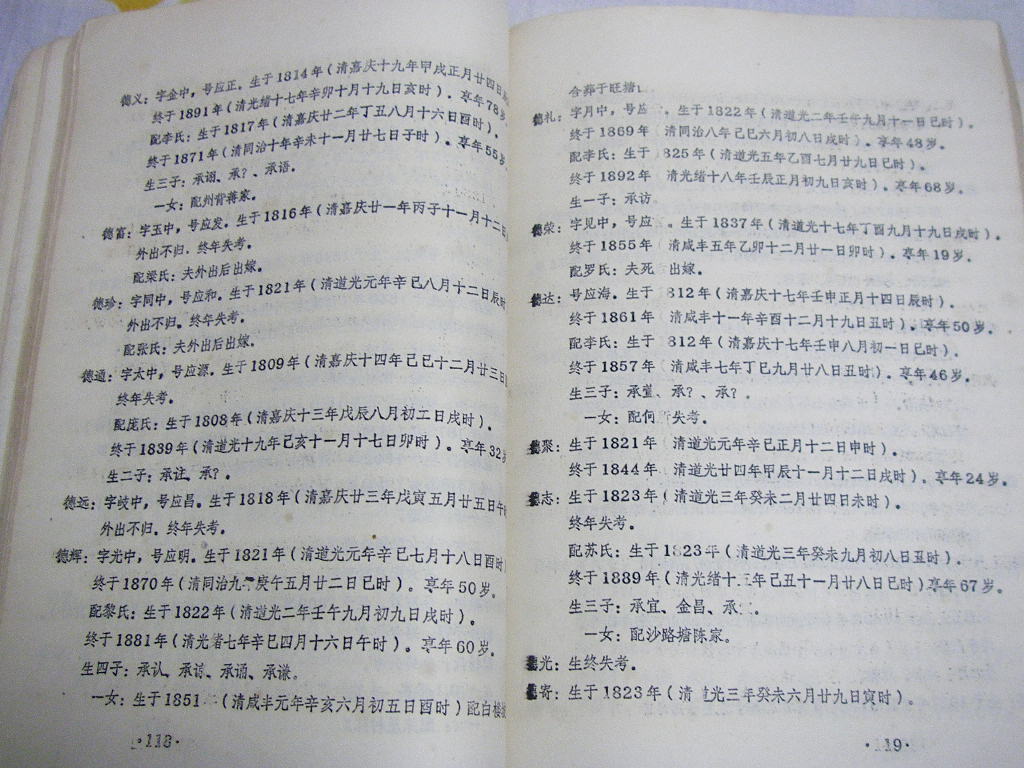 德义：字金中，号应正。生于1814年（清嘉庆十九年甲戌正月廿四日
终于1891年（清光绪十七年辛卯十月十九日亥时）。享年78岁
配李氏：生于1817年（清嘉庆廿二年丁丑八月十六日酉时）。
终于1871年（清同治十年辛未十一月廿七日子时）。享年55岁
生三子：承诩、承？、承语。
一女：配州背蒋家。
德富：字玉中，号应发。生于1816年（清嘉庆廿一年丙子十一月十二日
外出不归。终年失考。
配梁氏：夫外出后出嫁。
德珍：字同中，号应和。生于1821年（清道光元年辛巳八月十二日辰时
外出不归。终年失考。
配张氏：夫外出后出嫁。
德通：字太中，号应源。生于1809年（清嘉庆十四年己巳十二月廿三日
终年失考。
配庞氏：生于1808年（清嘉庆十三年戊辰八月初二日戌时）。
终于1839年（清道光十九年己亥十一月十七日卯时）。享年32岁
生二子：承证、承？。
德远：字岐中，号应昌。生于1818年（清嘉庆廿三年戊寅五月廿五日午时
外出不归。终年失考。
德辉：字光中，号应明。生于1821年（清道光元年辛巳七月十八日酉时）
终于1870年（清同治九年庚午五月廿二日巳时）。享年50岁。
配黎氏：生于1822年（清道光二年壬午九月初九日戌时）。
终于1881年（清光绪七年辛巳四月十六日午时）。享年60岁。
生四子：承认、承谅、承诵、承谦。
一女：生于1851年（清咸丰元年辛亥六月初五日酉时）配白楼
·118·
合葬于旺塘。
德礼：字月中，号应 。生于1822年（清道光二年壬午九月十一日巳时）。
终于1869年（清同治八年己巳六月初八日戌时）。享年48岁。
配李氏：生于1825年（清道光五年乙酉七月廿九日巳时）。
终于1892年（清光绪十八年壬辰正月初九日亥时）。享年68岁。
生一子：承访。
德荣：字见中，号应 。生于1837年（清道光十七年丁酉九月十九日戌时）。
终于1855年（清咸丰五年乙卯十二月廿一日卯时）。享年19岁。
配罗氏：夫死 出嫁。
德达：号应海。生于1812年（清嘉庆十七年壬申正月十四日辰时）。
终于1861年（清咸丰十一年辛酉十二月十九日丑时）。享年50岁。
配李氏：生于1812年（清嘉庆十七年壬申八月初一日巳时）。
终于1857年（清咸丰七年丁巳九月廿八日丑时）。享年46岁。
生三子：承萱、承？、承？。
一女：配何 失考。
德聚：生于1821年（清道光元年辛巳正月十二日申时）。
终于1844年（清道光廿四年甲辰十一月十二日戌时）。享年24岁。
德志：生于1823年（清道光三年癸未二月廿四日未时）。
终年失考。
配苏氏：生于1823年（清道光三年癸未九月初八日丑时）。
终于1889年（清光绪十五年己丑十一月廿八日巳时）享年67岁。
生三子：承宜、金昌、承 。
一女：配沙路塘陈家。
德光：生终失考。
德寄：生于1823年（清道光三年癸未六月廿九日寅时）。
·119·